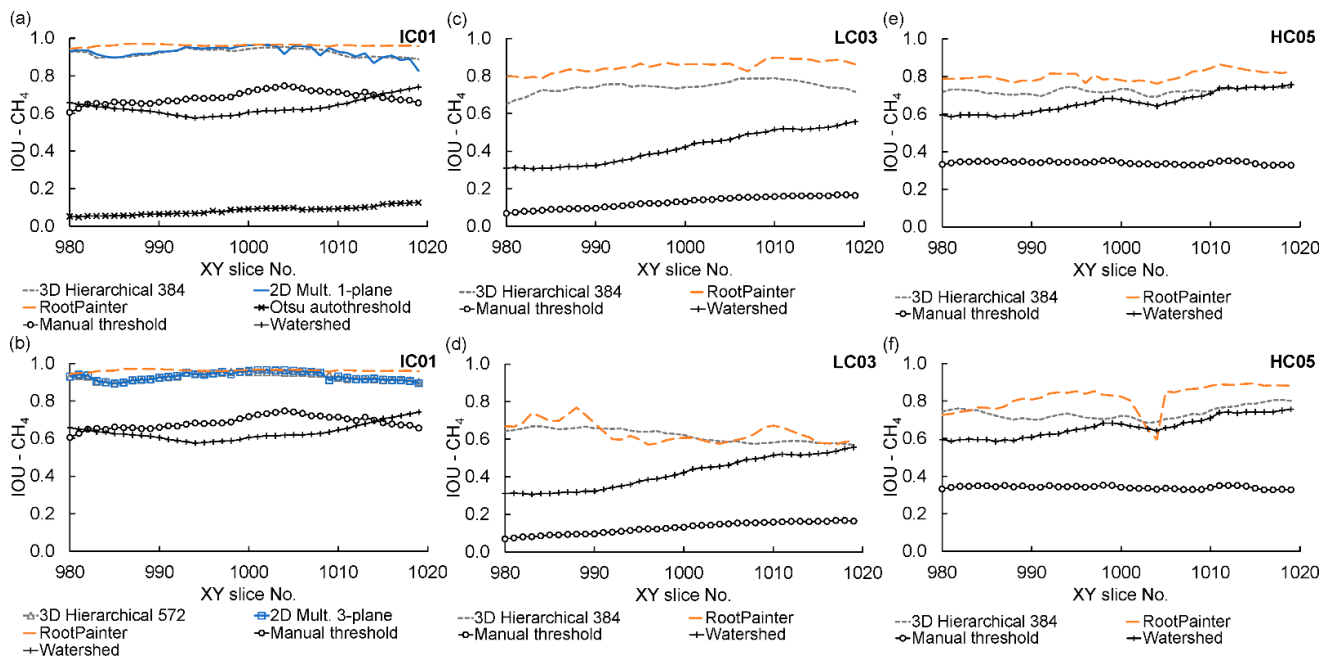 (a)
IC01
IOU - CH₄
1.0
0.8
0.6
0.4
0.2
0.0
980 990 1000 1010 1020
XY slice No.
3D Hierarchical 384 2D Mult. 1-plane
RootPainter Otsu autothreshold
Manual threshold Watershed
(c)
LC03
IOU - CH₄
1.0
0.8
0.6
0.4
0.2
0.0
980 990 1000 1010 1020
XY slice No.
3D Hierarchical 384 RootPainter
Manual threshold Watershed
(e)
HC05
IOU - CH₄
1.0
0.8
0.6
0.4
0.2
0.0
980 990 1000 1010 1020
XY slice No.
3D Hierarchical 384 RootPainter
Manual threshold Watershed
(b)
IC01
IOU - CH₄
1.0
0.8
0.6
0.4
0.2
0.0
980 990 1000 1010 1020
XY slice No.
3D Hierarchical 572 2D Mult. 3-plane
RootPainter Manual threshold
Watershed
(d)
LC03
IOU - CH₄
1.0
0.8
0.6
0.4
0.2
0.0
980 990 1000 1010 1020
XY slice No.
3D Hierarchical 384 RootPainter
Manual threshold Watershed
(f)
HC05
IOU - CH₄
1.0
0.8
0.6
0.4
0.2
0.0
980 990 1000 1010 1020
XY slice No.
3D Hierarchical 384 RootPainter
Manual threshold Watershed